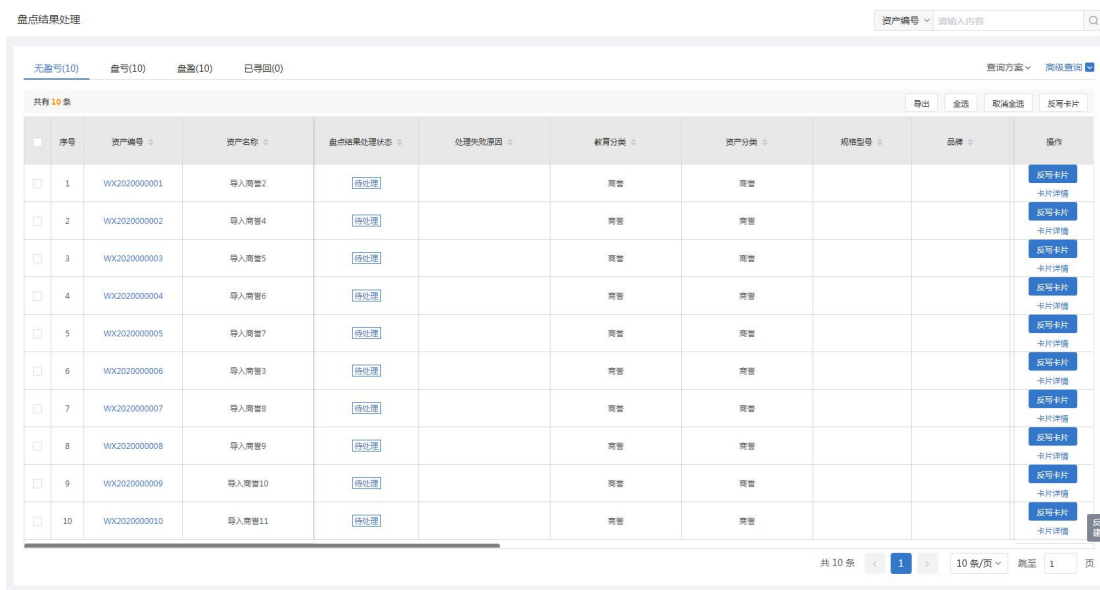 盘点结果处理
资产编号 请输入内容
无盈亏(10) 盘亏(10) 盘盈(10) 已寻回(0) 查询方案 高级查询
共有 10 条 导出 全选 取消全选 反写卡片
序号 资产编号 资产名称 盘点结果处理状态 处理失败原因 教育分类 资产分类 规格型号 品牌 操作
1 WX2020000001 导入商誉2 待处理 商誉 商誉 反写卡片
卡片详情
2 WX2020000002 导入商誉4 待处理 商誉 商誉 反写卡片
卡片详情
3 WX2020000003 导入商誉5 待处理 商誉 商誉 反写卡片
卡片详情
4 WX2020000004 导入商誉6 待处理 商誉 商誉 反写卡片
卡片详情
5 WX2020000005 导入商誉7 待处理 商誉 商誉 反写卡片
卡片详情
6 WX2020000006 导入商誉3 待处理 商誉 商誉 反写卡片
卡片详情
7 WX2020000007 导入商誉8 待处理 商誉 商誉 反写卡片
卡片详情
8 WX2020000008 导入商誉9 待处理 商誉 商誉 反写卡片
卡片详情
9 WX2020000009 导入商誉10 待处理 商誉 商誉 反写卡片
卡片详情
10 WX2020000010 导入商誉11 待处理 商誉 商誉 反写卡片
卡片详情
共 10 条 1 10 条/页 跳至 1 页